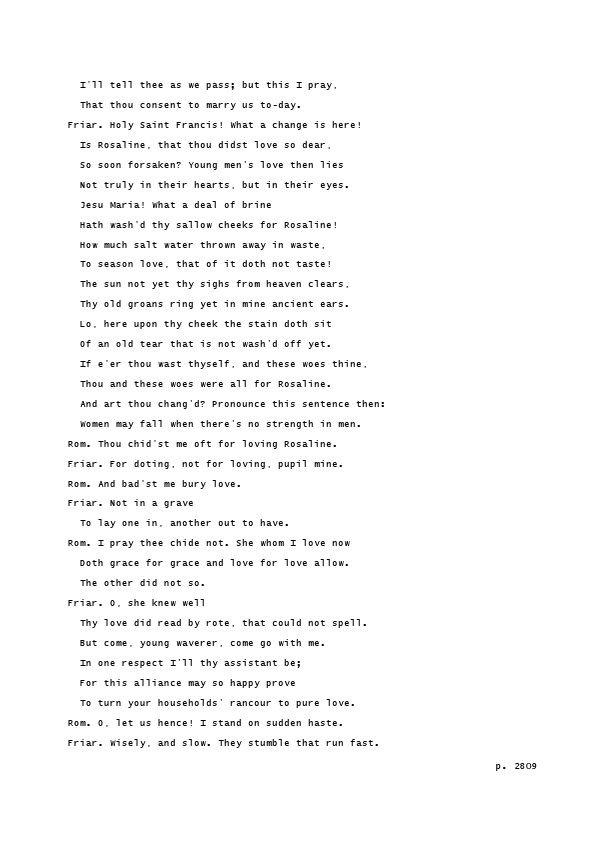 I'll tell thee as we pass; but this I pray,
That thou consent to marry us to-day.
Friar. Holy Saint Francis! What a change is here!
Is Rosaline, that thou didst love so dear,
So soon forsaken? Young men's love then lies
Not truly in their hearts, but in their eyes.
Jesu Maria! What a deal of brine
Hath wash'd thy sallow cheeks for Rosaline!
How much salt water thrown away in waste,
To season love, that of it doth not taste!
The sun not yet thy sighs from heaven clears,
Thy old groans ring yet in mine ancient ears.
Lo, here upon thy cheek the stain doth sit
Of an old tear that is not wash'd off yet.
If e'er thou wast thyself, and these woes thine,
Thou and these woes were all for Rosaline.
And art thou chang'd? Pronounce this sentence then:
Women may fall when there's no strength in men.
Rom. Thou chid'st me oft for loving Rosaline.
Friar. For doting, not for loving, pupil mine.
Rom. And bad'st me bury love.
Friar. Not in a grave
To lay one in, another out to have.
Rom. I pray thee chide not. She whom I love now
Doth grace for grace and love for love allow.
The other did not so.
Friar. O, she knew well
Thy love did read by rote, that could not spell.
But come, young waverer, come go with me.
In one respect I'll thy assistant be;
For this alliance may so happy prove
To turn your households' rancour to pure love.
Rom. O, let us hence! I stand on sudden haste.
Friar. Wisely, and slow. They stumble that run fast.
p. 2809